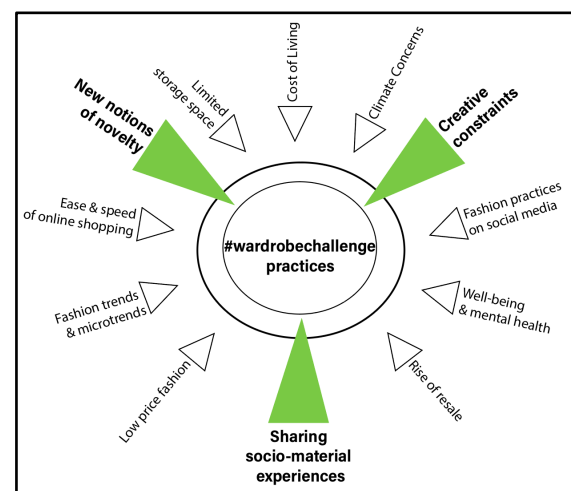 Cost of Living
Limited
storage space
Climate Concerns
New notions
of novelty
Creative
constraints
Ease & speed
of online shopping
Fashion practices
on social media
#wardrobechallenge
practices
Fashion trends
& microtrends
Well-being
& mental health
Low price fashion
Rise of resale
Sharing
socio-material
experiences